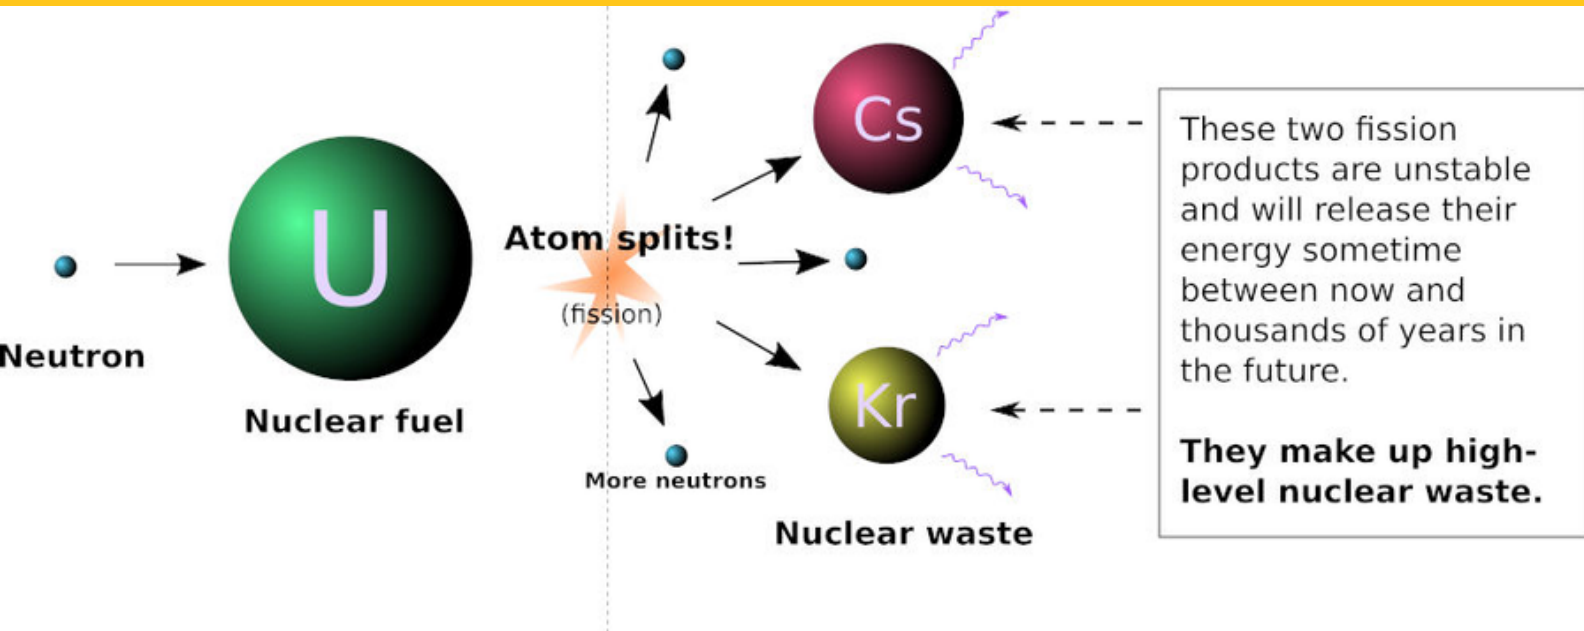 Neutron
U
Nuclear fuel
Atom splits!
(fission)
More neutrons
Cs
Kr
Nuclear waste
These two fission
products are unstable
and will release their
energy sometime
between now and
thousands of years in
the future.
They make up high-
level nuclear waste.